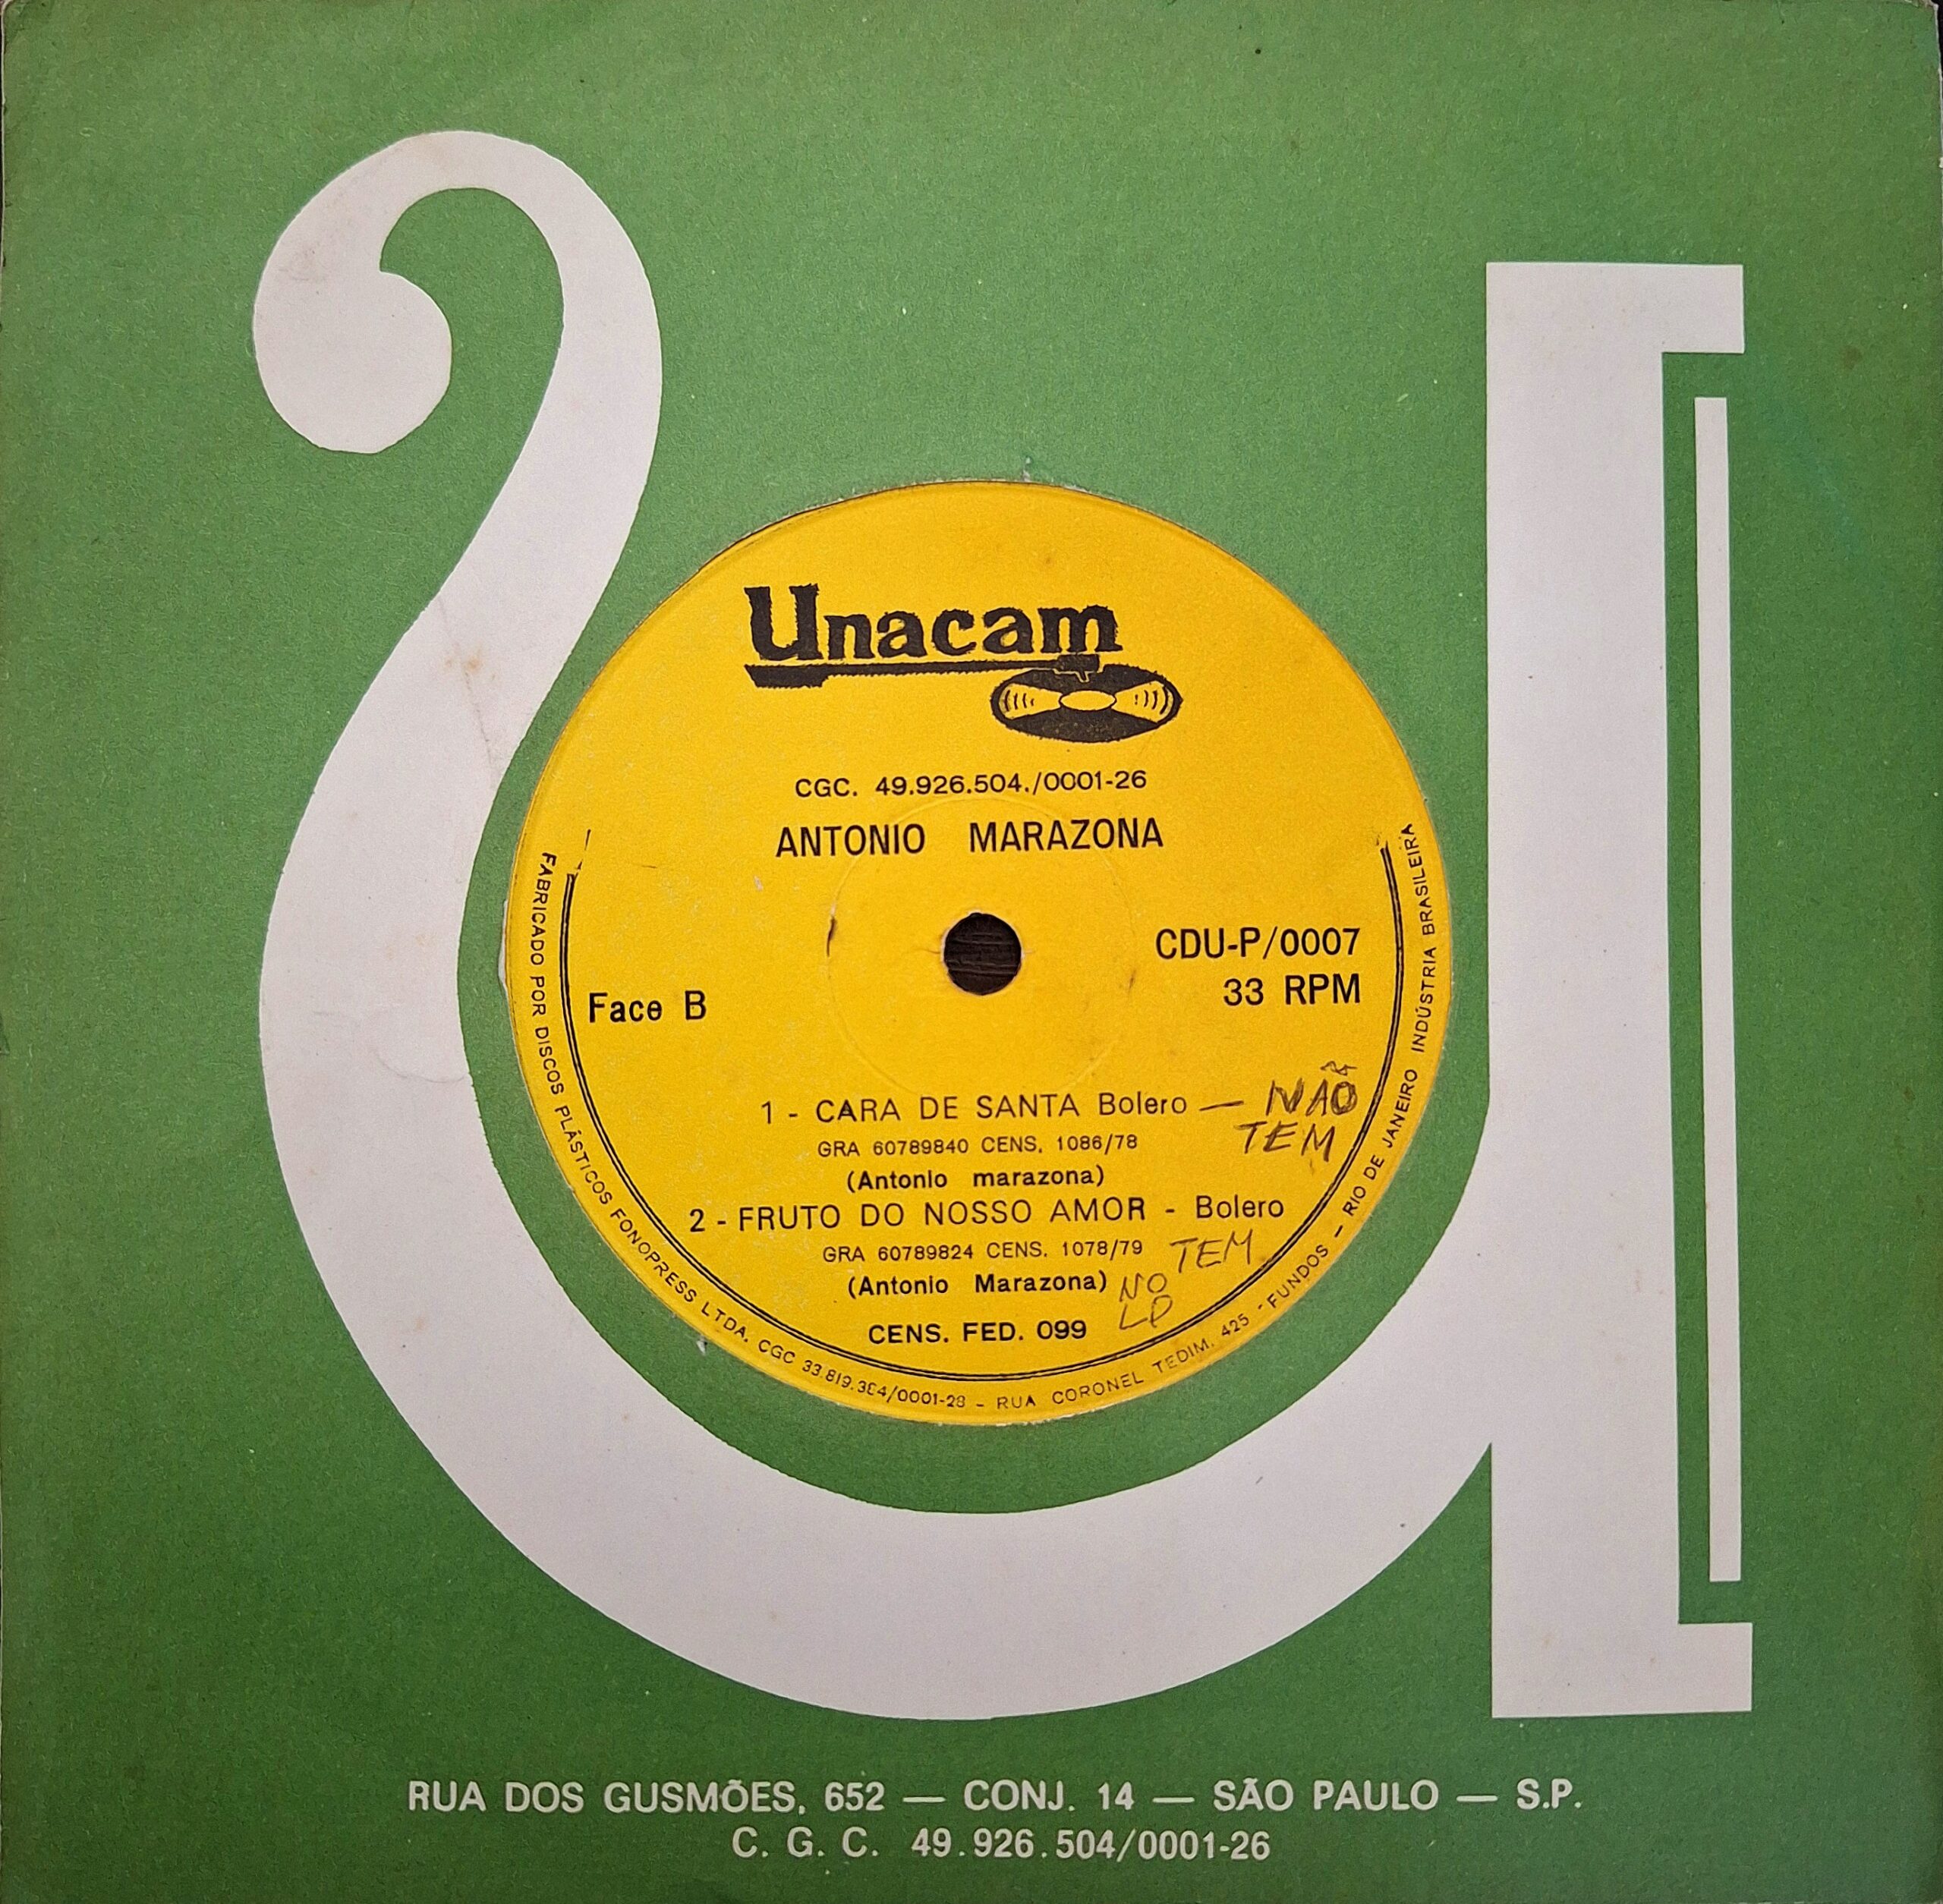 Unacam
CGC. 49.926.504./0001-26
ANTONIO MARAZONA
CDU-P/0007
33 RPM
Face B
1 - CARA DE SANTA Bolero — NÃO
TEM
GRA 60789840 CENS. 1086/78
(Antonio marazona)
2 - FRUTO DO NOSSO AMOR - Bolero
GRA 60789824 CENS. 1078/79 TEM
(Antonio Marazona) NO
LP
CENS. FED. 099
FABRICADO POR DISCOS PLÁSTICOS FONOPRESS LTDA. CGC 33.819.384/0001-28 - RUA CORONEL TEDIM. 425 - FUNDOS - RIO DE JANEIRO INDÚSTRIA BRASILEIRA
RUA DOS GUSMÕES, 652 — CONJ. 14 — SÃO PAULO — S.P.
C. G. C. 49.926.504/0001-26